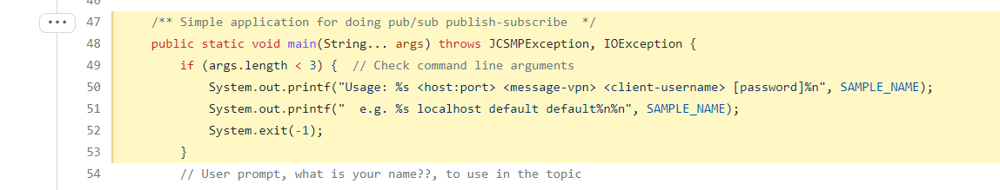 47 /** Simple application for doing pub/sub publish-subscribe  */
48 public static void main(String... args) throws JCSMPException, IOException {
49     if (args.length < 3) {  // Check command line arguments
50         System.out.printf("Usage: %s <host:port> <message-vpn> <client-username> [password]%n", SAMPLE_NAME);
51         System.out.printf("  e.g. %s localhost default default%n%n", SAMPLE_NAME);
52         System.exit(-1);
53     }
54     // User prompt, what is your name??, to use in the topic